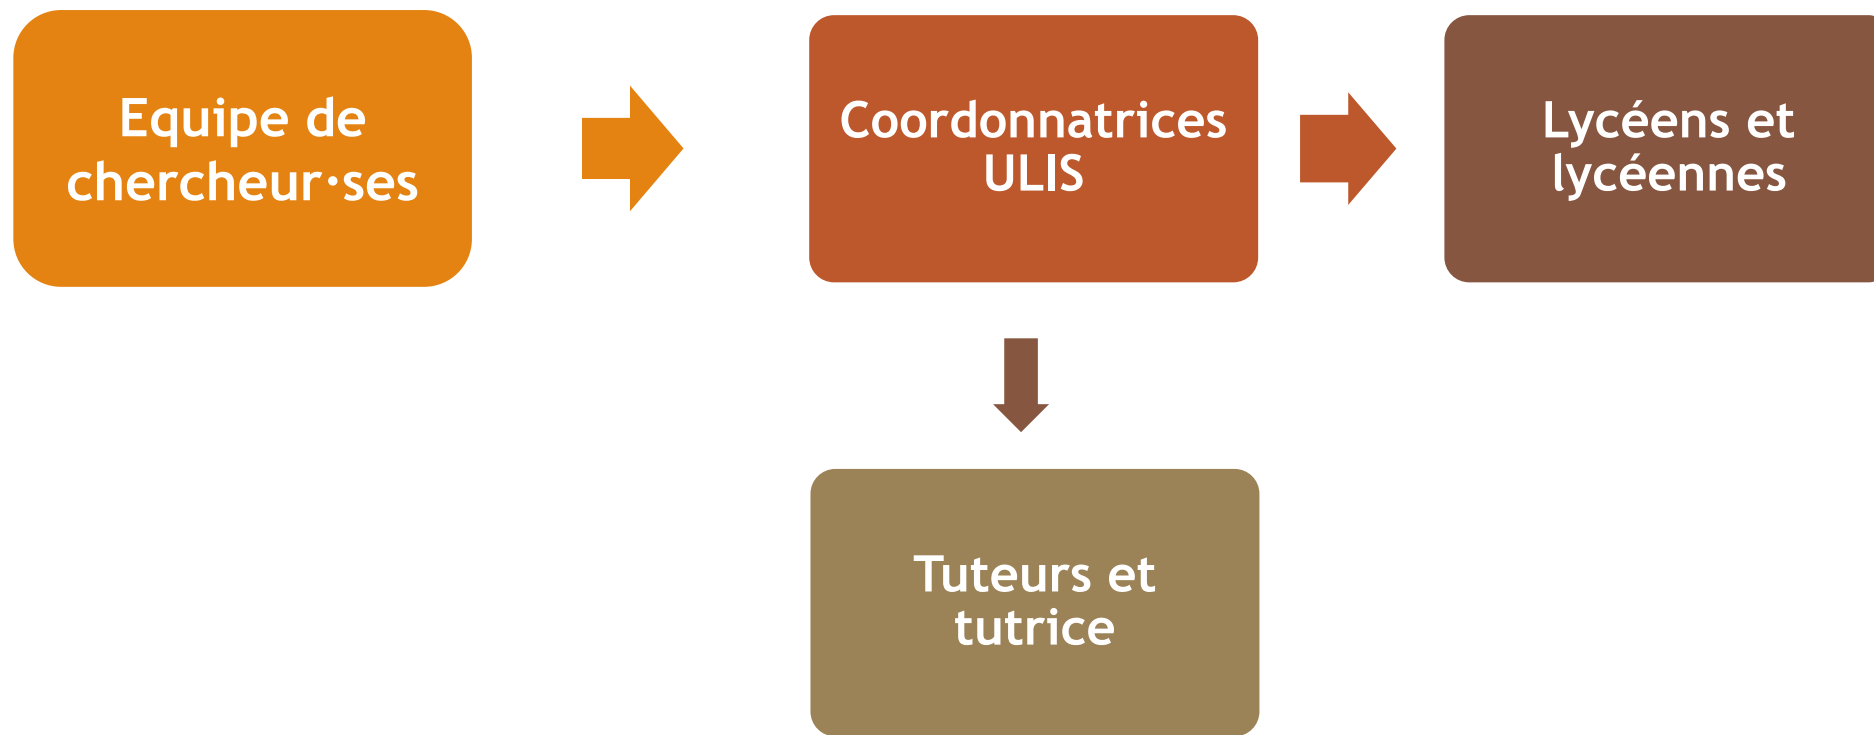 Equipe de
chercheur·ses
Coordonnatrices
ULIS
Lycéens et
lycéennes
Tuteurs et
tutrice